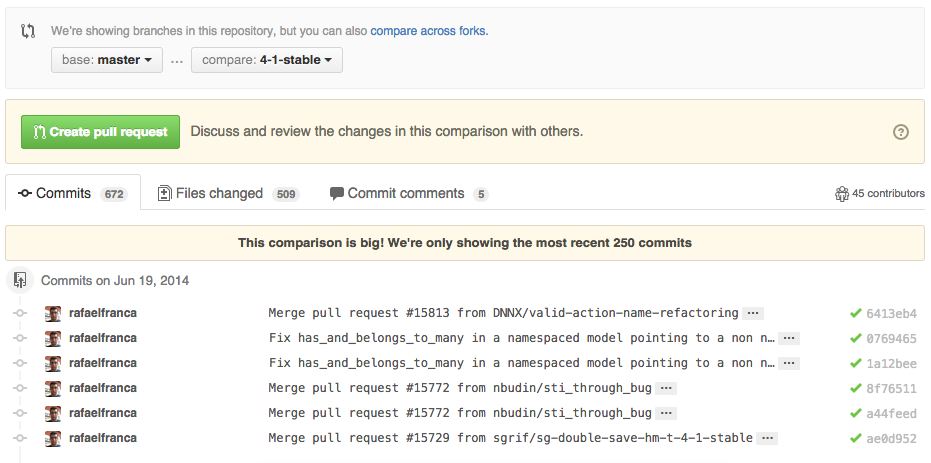 We're showing branches in this repository, but you can also compare across forks.
base: master ... compare: 4-1-stable
Create pull request Discuss and review the changes in this comparison with others. ?
Commits 672 Files changed 509 Commit comments 5 45 contributors
This comparison is big! We're only showing the most recent 250 commits
Commits on Jun 19, 2014
rafaelfranca Merge pull request #15813 from DNNX/valid-action-name-refactoring ... 6413eb4
rafaelfranca Fix has_and_belongs_to_many in a namespaced model pointing to a non n… ... 0769465
rafaelfranca Fix has_and_belongs_to_many in a namespaced model pointing to a non n… ... 1a12bee
rafaelfranca Merge pull request #15772 from nbudin/sti_through_bug ... 8f76511
rafaelfranca Merge pull request #15772 from nbudin/sti_through_bug ... a44feed
rafaelfranca Merge pull request #15729 from sgrif/sg-double-save-hm-t-4-1-stable ... ae0d952